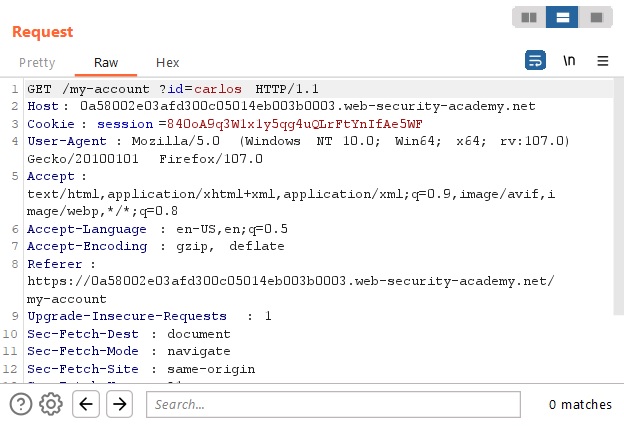 Request
Pretty Raw Hex \n
1 GET /my-account ?id=carlos HTTP/1.1
2 Host : 0a58002e03afd300c05014eb003b0003.web-security-academy.net
3 Cookie : session =840oA9q3W1x1y5qg4uQLrFtYnIfAe5WF
4 User-Agent : Mozilla/5.0 (Windows NT 10.0; Win64; x64; rv:107.0)
Gecko/20100101 Firefox/107.0
5 Accept :
text/html,application/xhtml+xml,application/xml;q=0.9,image/avif,i
mage/webp,*/*;q=0.8
6 Accept-Language : en-US,en;q=0.5
7 Accept-Encoding : gzip, deflate
8 Referer :
https://0a58002e03afd300c05014eb003b0003.web-security-academy.net/
my-account
9 Upgrade-Insecure-Requests : 1
10 Sec-Fetch-Dest : document
11 Sec-Fetch-Mode : navigate
12 Sec-Fetch-Site : same-origin
Search... 0 matches